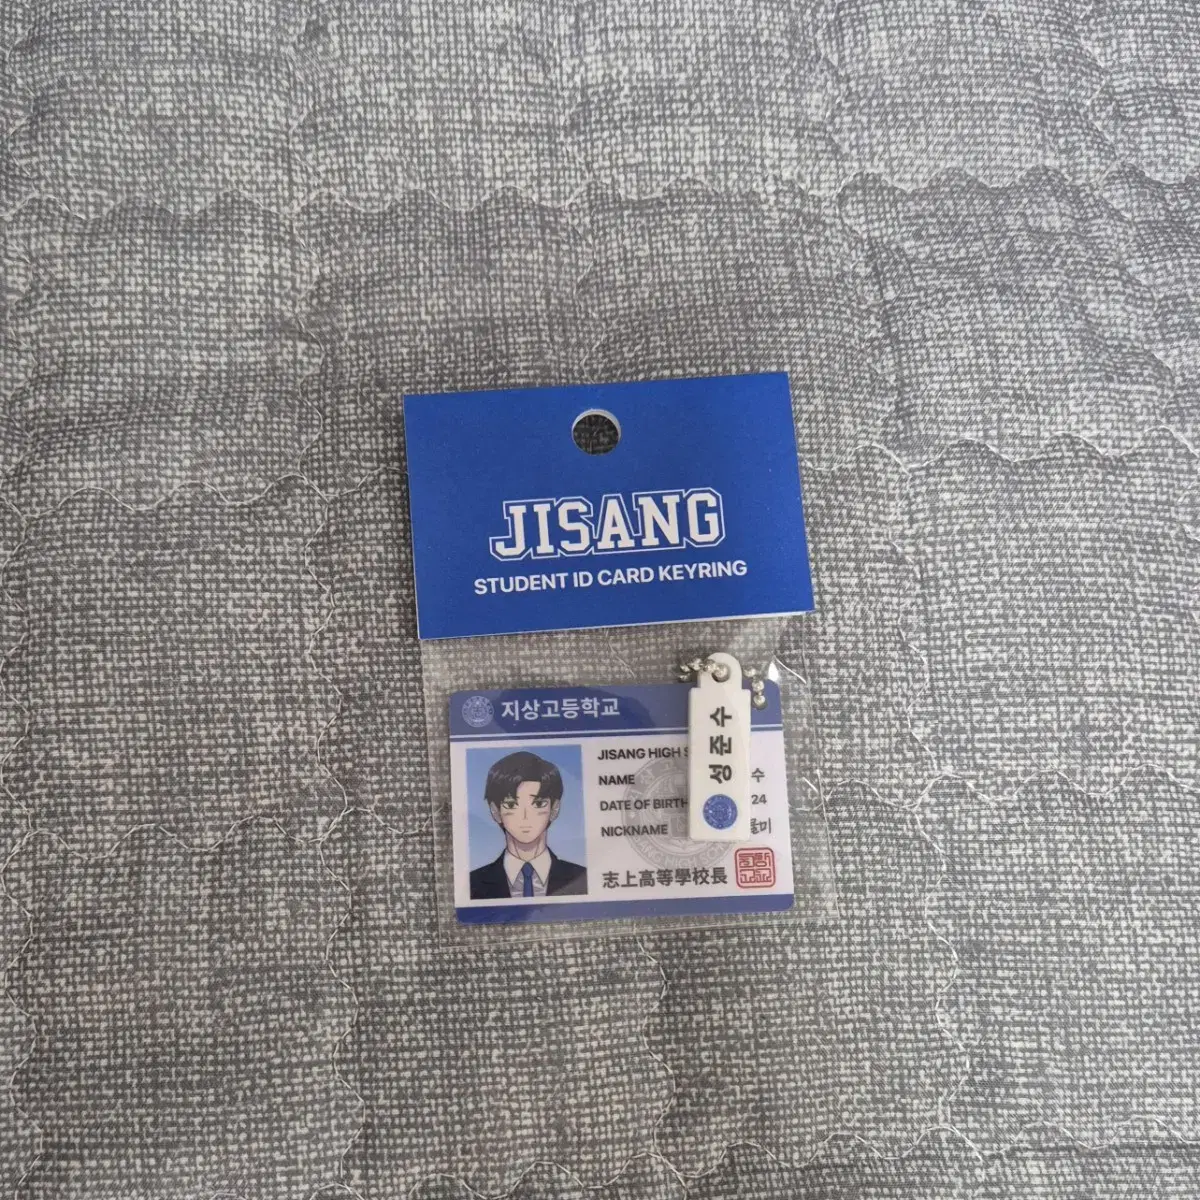 JISANG
STUDENT ID CARD KEYRING
지상고등학교
JISANG HIGH
NAME 수
DATE OF BIRTH 24
NICKNAME
志上高等學校長
성준수